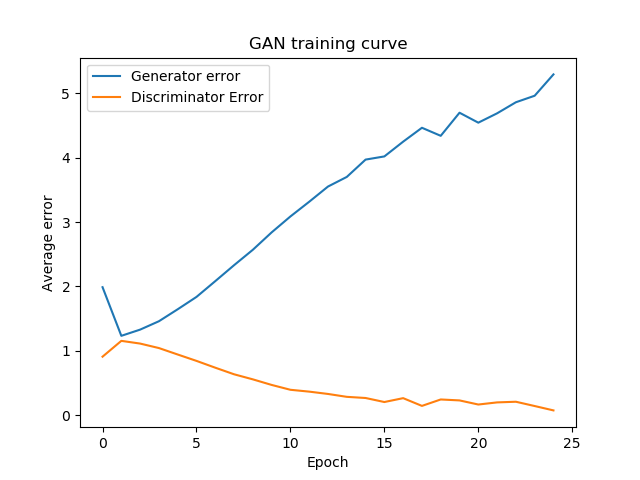 GAN training curve
Generator error
Discriminator Error
Average error
5
4
3
2
1
0
0 5 10 15 20 25
Epoch